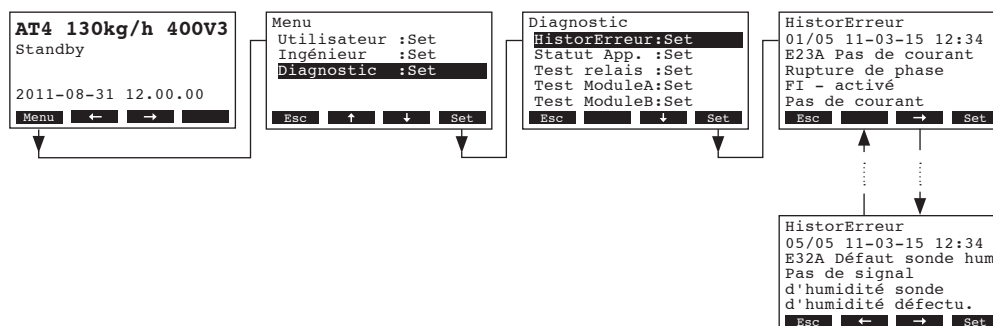 AT4 130kg/h 400V3
Standby
2011-08-31 12.00.00
Menu ← →
Menu
Utilisateur :Set
Ingénieur :Set
Diagnostic :Set
Esc ↑ ↓ Set
Diagnostic
HistorErreur:Set
Statut App. :Set
Test relais :Set
Test ModuleA:Set
Test ModuleB:Set
Esc ↓ Set
HistorErreur
01/05 11-03-15 12:34
E23A Pas de courant
Rupture de phase
FI - activé
Pas de courant
Esc → Set
HistorErreur
05/05 11-03-15 12:34
E32A Défaut sonde hum
Pas de signal
d'humidité sonde
d'humidité défectu.
Esc ← → Set